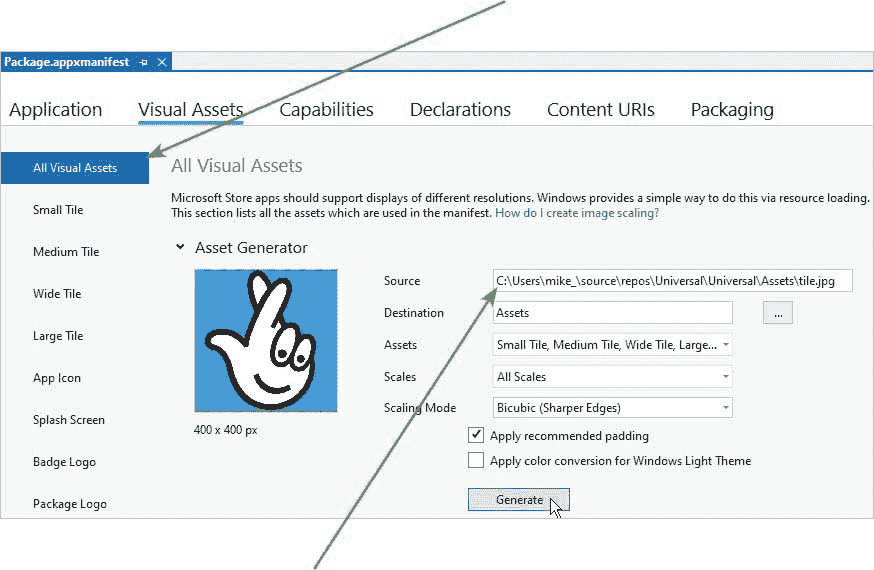 Package.appxmanifest
Application Visual Assets Capabilities Declarations Content URIs Packaging
All Visual Assets
Small Tile
Medium Tile
Wide Tile
Large Tile
App Icon
Splash Screen
Badge Logo
Package Logo
All Visual Assets
Microsoft Store apps should support displays of different resolutions. Windows provides a simple way to do this via resource loading.
This section lists all the assets which are used in the manifest. How do I create image scaling?
Asset Generator
400 x 400 px
Source C:\Users\mike_\source\repos\Universal\Universal\Assets\tile.jpg
Destination Assets ...
Assets Small Tile, Medium Tile, Wide Tile, Large...
Scales All Scales
Scaling Mode Bicubic (Sharper Edges)
Apply recommended padding
Apply color conversion for Windows Light Theme
Generate